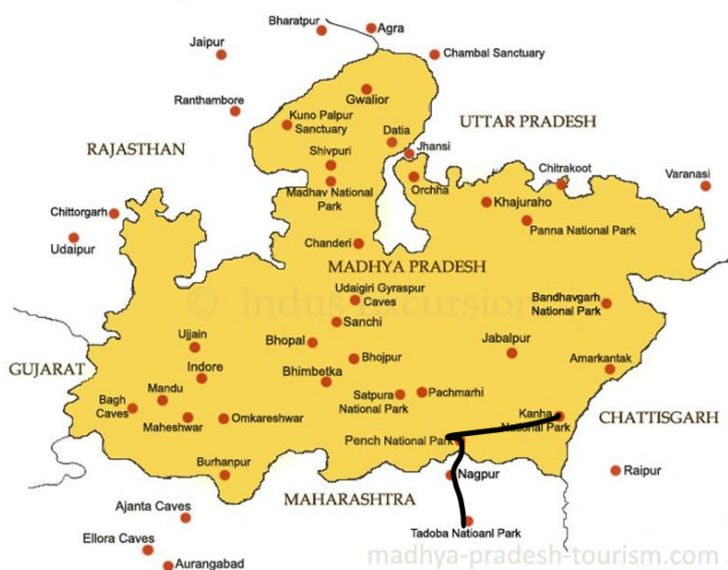 Bharatpur
Agra
Jaipur
Chambal Sanctuary
Gwalior
Ranthambore
Kuno Palpur
Sanctuary
UTTAR PRADESH
Datia
RAJASTHAN
Jhansi
Shivpuri
Chitrakoot
Varanasi
Madhav National
Park
Orchha
Khajuraho
Chittorgarh
Panna National Park
Udaipur
Chanderi
MADHYA PRADESH
Udaigiri Gyraspur
Caves
© Indus Excursion
Bandhavgarh
National Park
Sanchi
Ujjain
Bhopal
Jabalpur
Bhojpur
Amarkantak
GUJARAT
Indore
Bhimbetka
Mandu
Satpura
National Park
Pachmarhi
Bagh
Caves
Kanha
National Park
CHATTISGARH
Maheshwar
Omkareshwar
Pench National Park
Burhanpur
Nagpur
Raipur
MAHARASHTRA
Ajanta Caves
Tadoba Natioanl Park
Ellora Caves
madhya-pradesh-tourism.com
Aurangabad